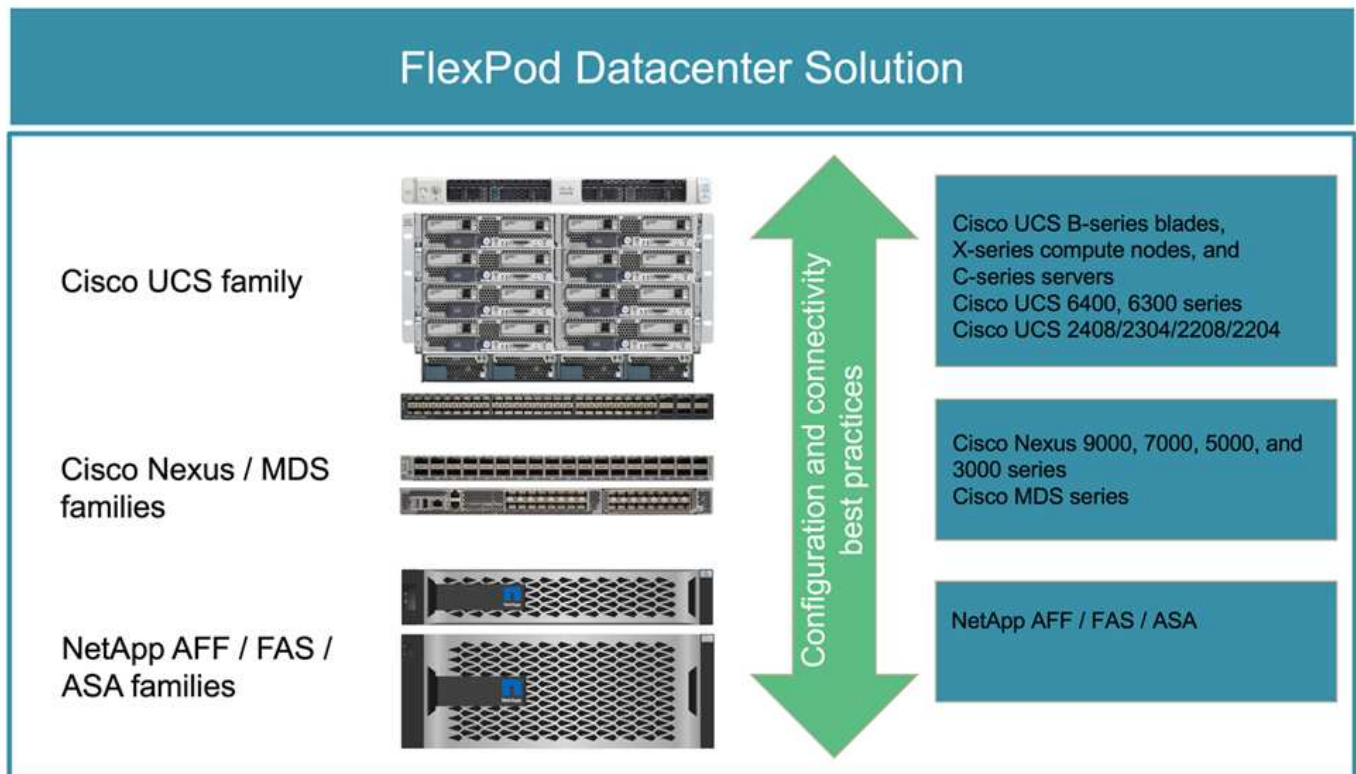 FlexPod Datacenter Solution
Cisco UCS family
Cisco Nexus / MDS
families
NetApp AFF / FAS /
ASA families
NetApp
NetApp
Configuration and connectivity
best practices
Cisco UCS B-series blades,
X-series compute nodes, and
C-series servers
Cisco UCS 6400, 6300 series
Cisco UCS 2408/2304/2208/2204
Cisco Nexus 9000, 7000, 5000, and
3000 series
Cisco MDS series
NetApp AFF / FAS / ASA